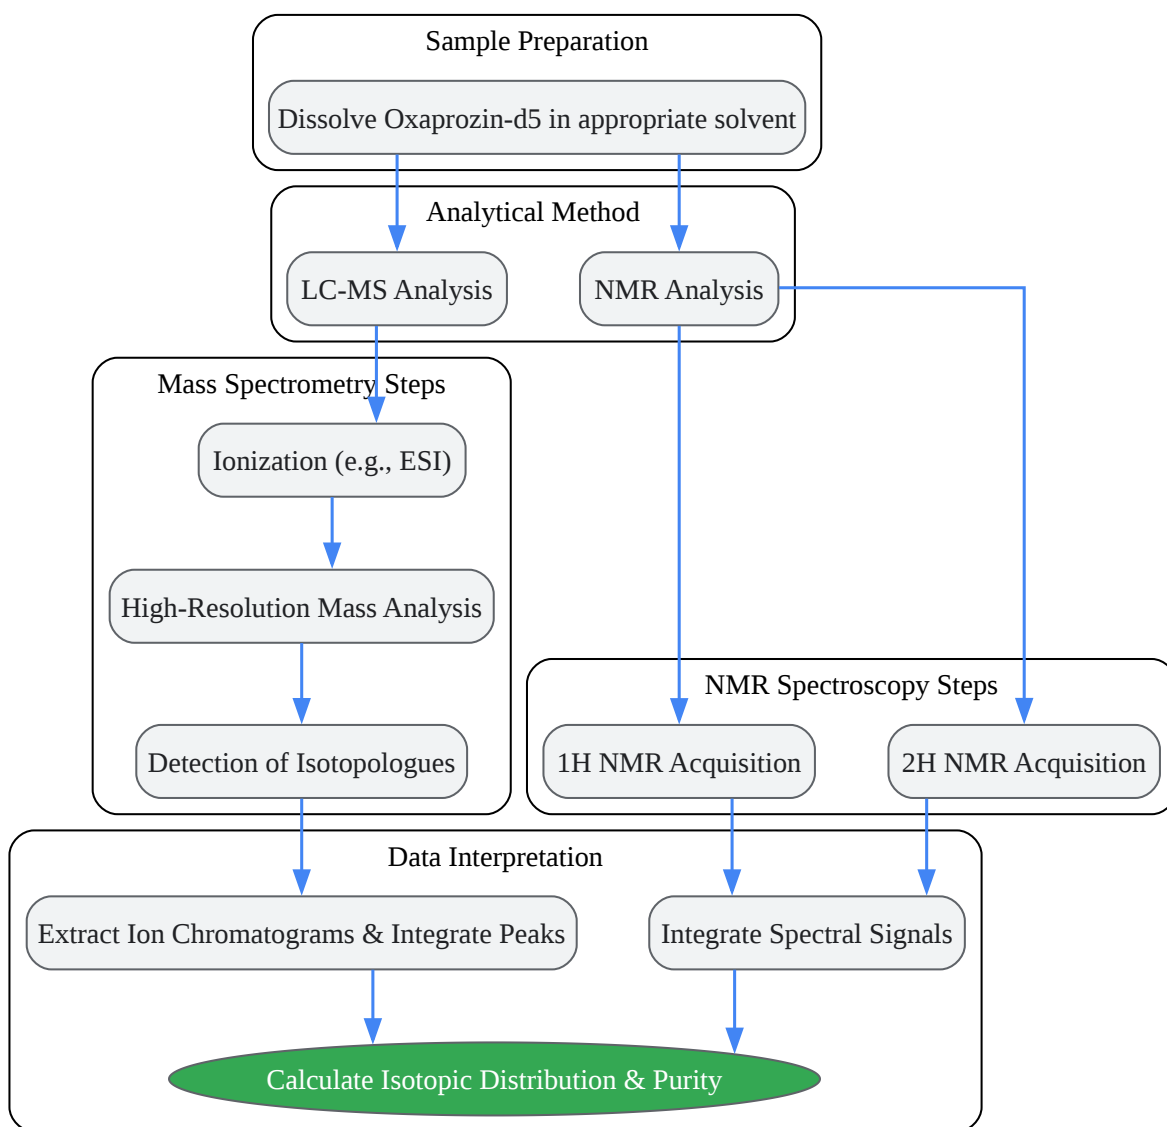 Sample Preparation
Dissolve Oxaprozin-d5 in appropriate solvent
Analytical Method
LC-MS Analysis
NMR Analysis
Mass Spectrometry Steps
Ionization (e.g., ESI)
High-Resolution Mass Analysis
Detection of Isotopologues
NMR Spectroscopy Steps
1H NMR Acquisition
2H NMR Acquisition
Data Interpretation
Extract Ion Chromatograms & Integrate Peaks
Integrate Spectral Signals
Calculate Isotopic Distribution & Purity